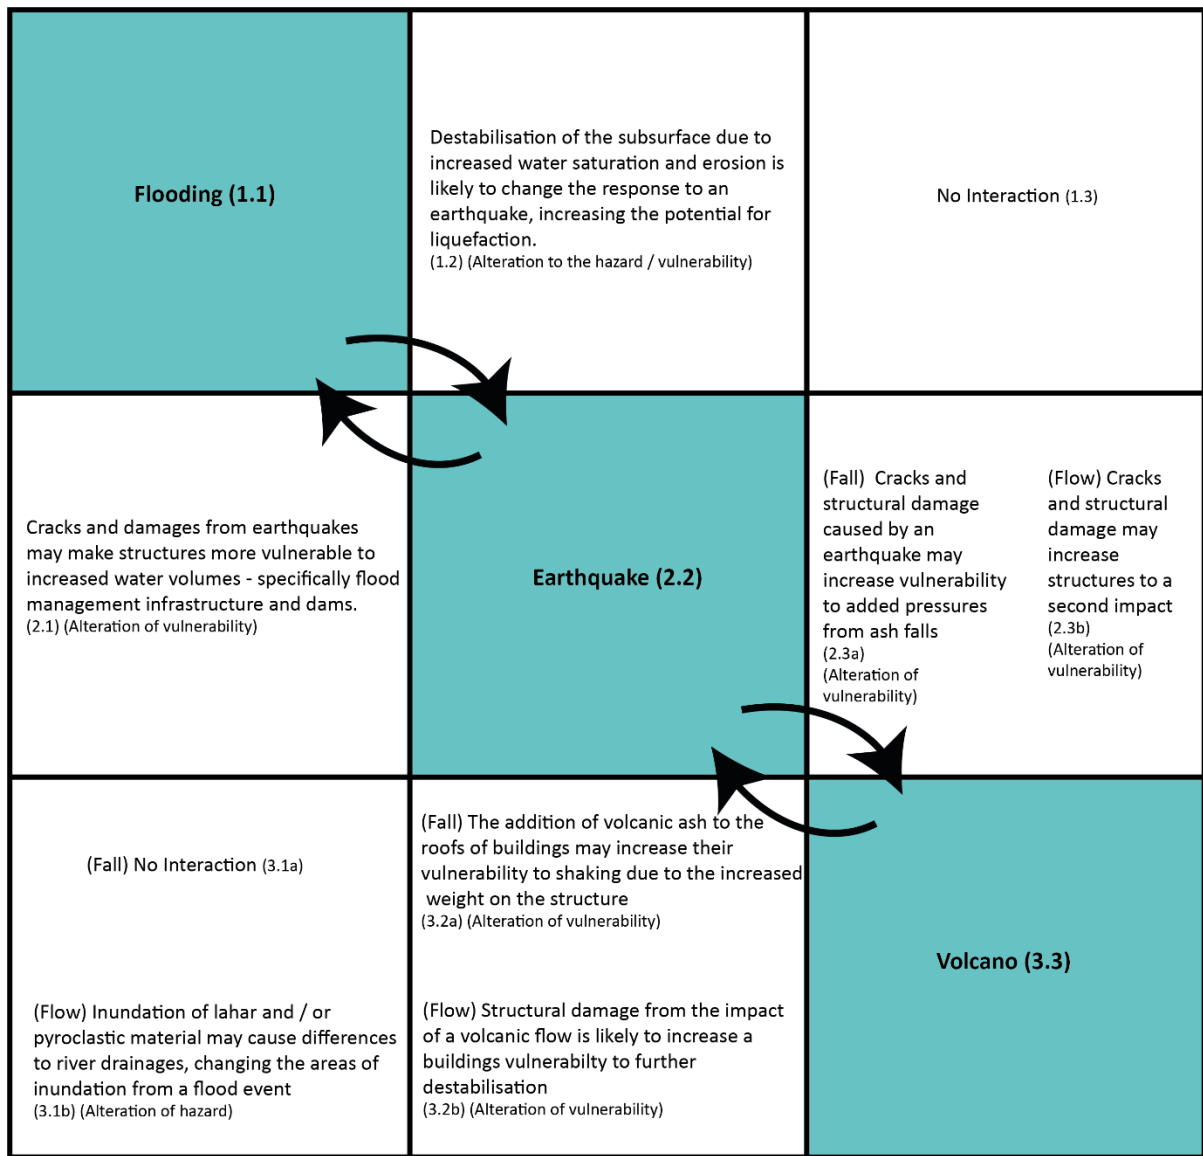 Flooding (1.1)
Destabilisation of the subsurface due to
increased water saturation and erosion is
likely to change the response to an
earthquake, increasing the potential for
liquefaction.
(1.2) (Alteration to the hazard / vulnerability)
No Interaction (1.3)
Cracks and damages from earthquakes
may make structures more vulnerable to
increased water volumes - specifically flood
management infrastructure and dams.
(2.1) (Alteration of vulnerability)
Earthquake (2.2)
(Fall)  Cracks and
structural damage
caused by an
earthquake may
increase vulnerability
to added pressures
from ash falls
(2.3a)
(Alteration of
vulnerability)
(Flow) Cracks
and structural
damage may
increase
structures to a
second impact
(2.3b)
(Alteration of
vulnerability)
(Fall) No Interaction (3.1a)
(Flow) Inundation of lahar and / or
pyroclastic material may cause differences
to river drainages, changing the areas of
inundation from a flood event
(3.1b) (Alteration of hazard)
(Fall) The addition of volcanic ash to the
roofs of buildings may increase their
vulnerability to shaking due to the increased
weight on the structure
(3.2a) (Alteration of vulnerability)
(Flow) Structural damage from the impact
of a volcanic flow is likely to increase a
buildings vulnerabilty to further
destabilisation
(3.2b) (Alteration of vulnerability)
Volcano (3.3)